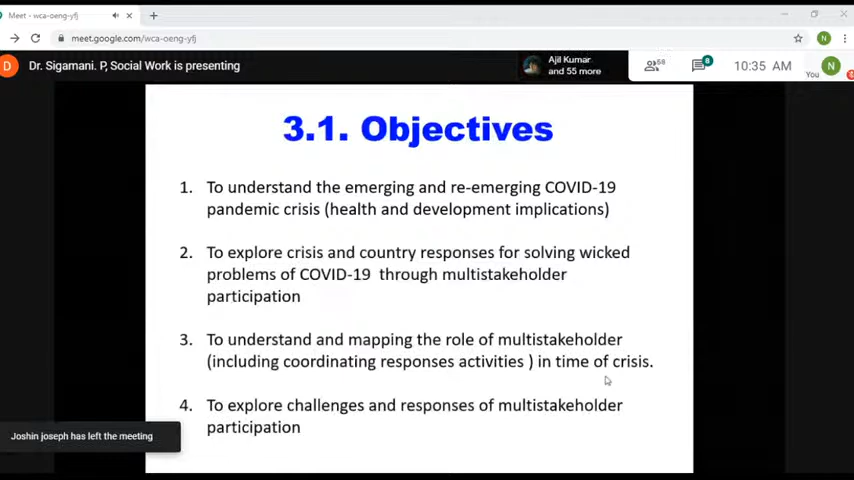 Meet - wca-oeng-yfj
meet.google.com/wca-oeng-yfj
N
D
Dr. Sigamani. P, Social Work is presenting
Ajil Kumar
and 55 more
58
8
10:35 AM
You
N
3.1. Objectives
1. To understand the emerging and re-emerging COVID-19
pandemic crisis (health and development implications)
2. To explore crisis and country responses for solving wicked
problems of COVID-19 through multistakeholder
participation
3. To understand and mapping the role of multistakeholder
(including coordinating responses activities ) in time of crisis.
4. To explore challenges and responses of multistakeholder
participation
Joshin joseph has left the meeting